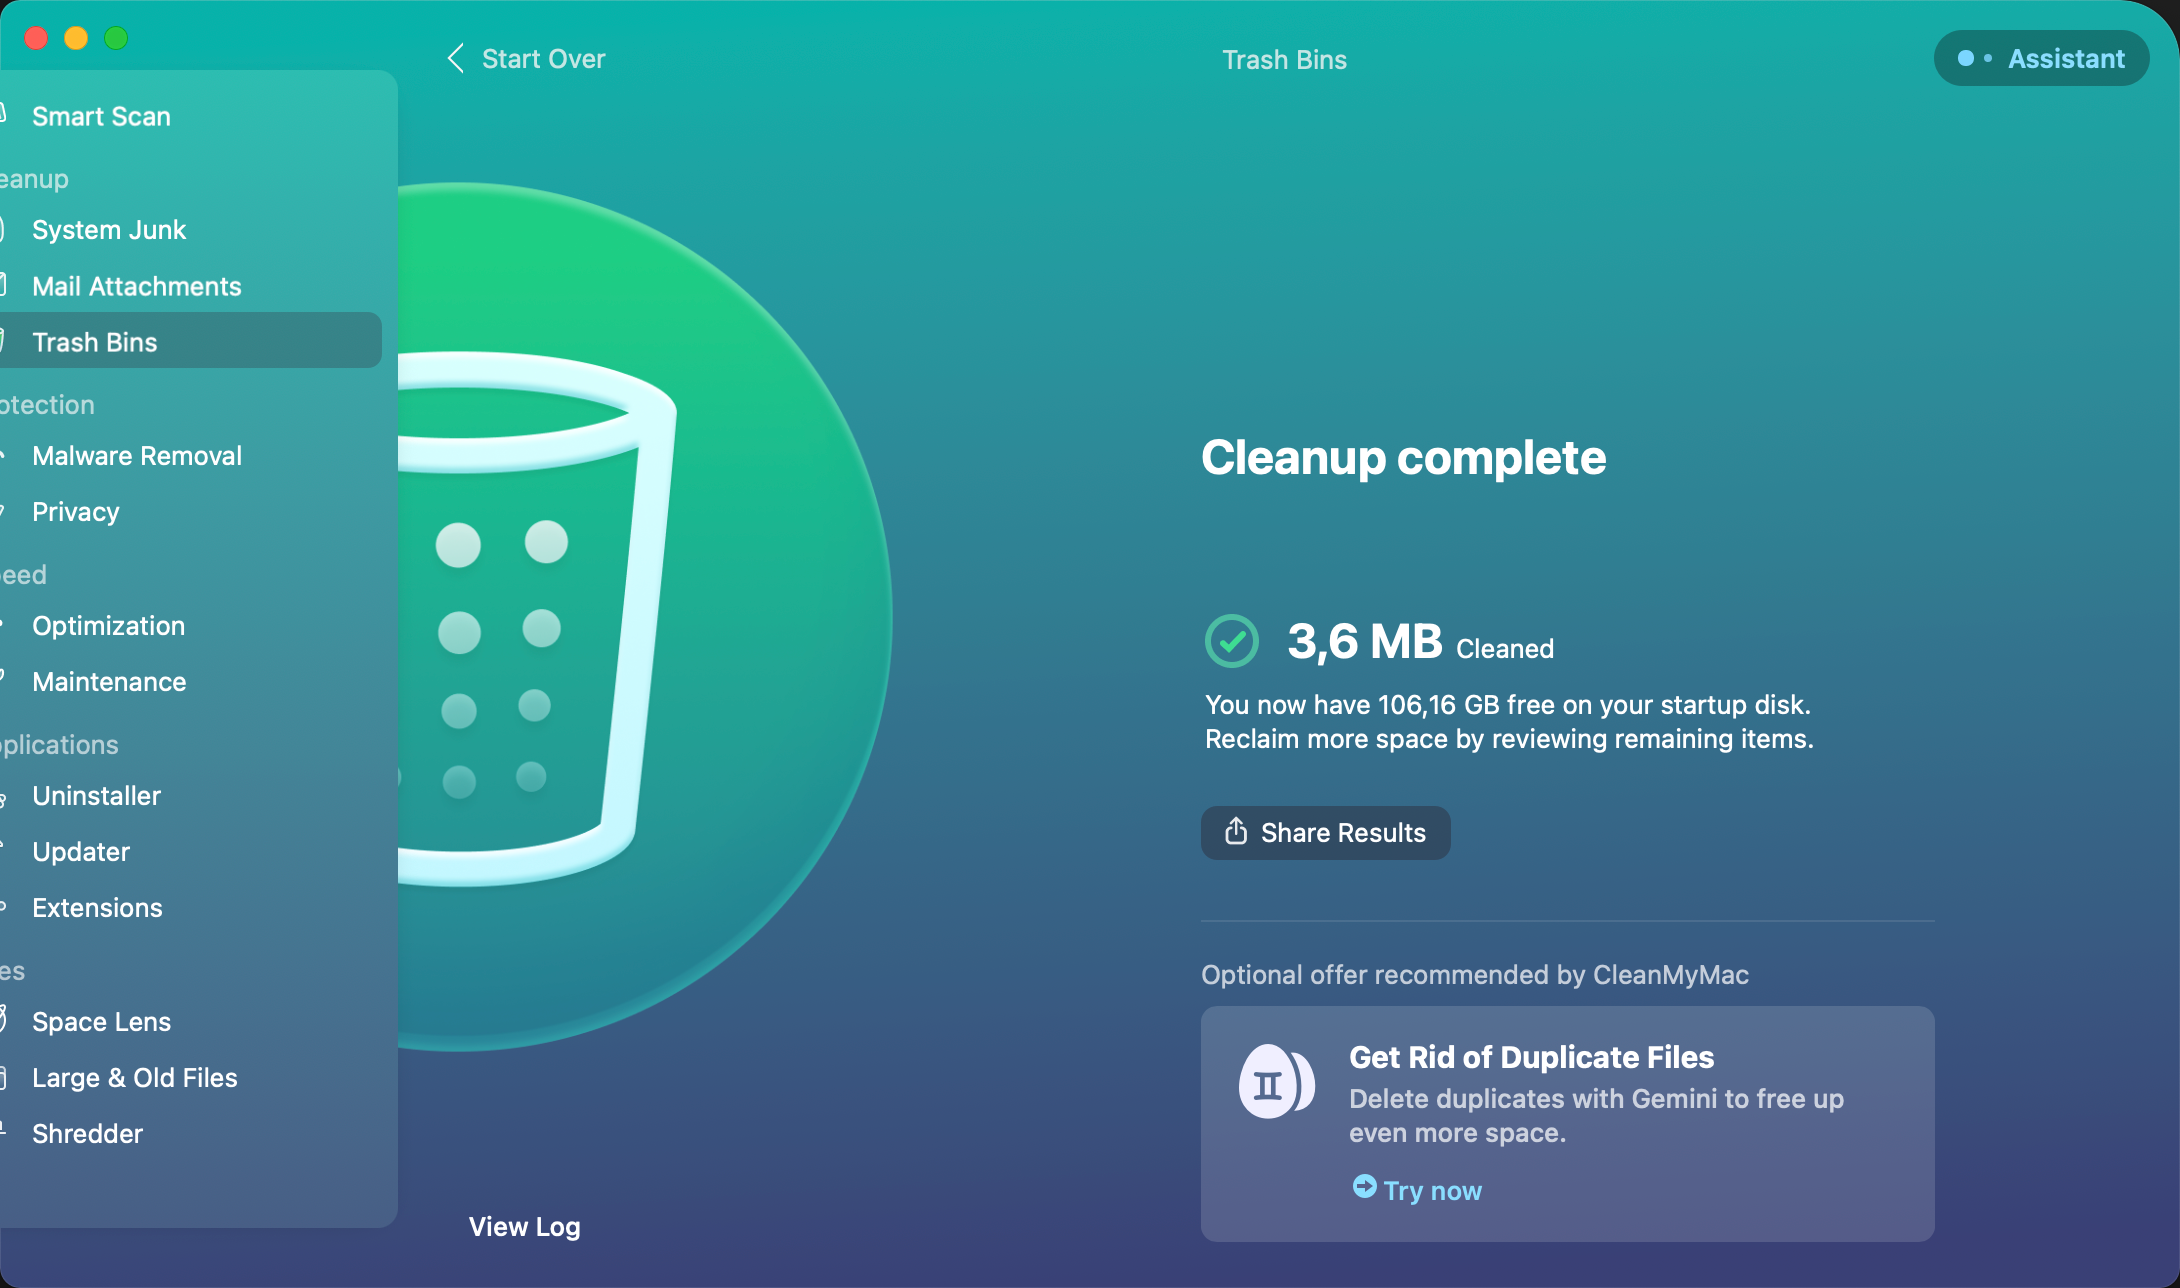 Start Over
Trash Bins
Assistant
Smart Scan
eanup
System Junk
Mail Attachments
Trash Bins
otection
Malware Removal
Privacy
eed
Optimization
Maintenance
plications
Uninstaller
Updater
Extensions
es
Space Lens
Large & Old Files
Shredder
Cleanup complete
3,6 MB Cleaned
You now have 106,16 GB free on your startup disk.
Reclaim more space by reviewing remaining items.
Share Results
Optional offer recommended by CleanMyMac
Get Rid of Duplicate Files
Delete duplicates with Gemini to free up
even more space.
Try now
View Log